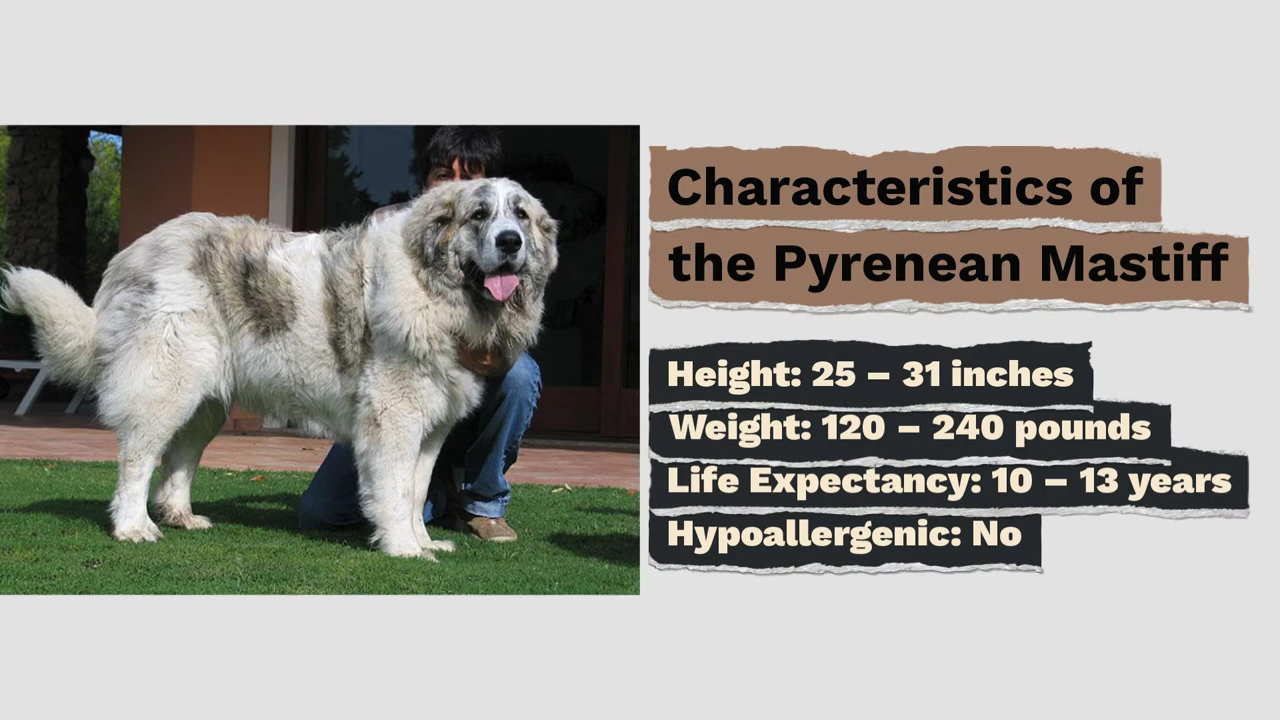 Characteristics of
the Pyrenean Mastiff
Height: 25 – 31 inches
Weight: 120 – 240 pounds
Life Expectancy: 10 – 13 years
Hypoallergenic: No